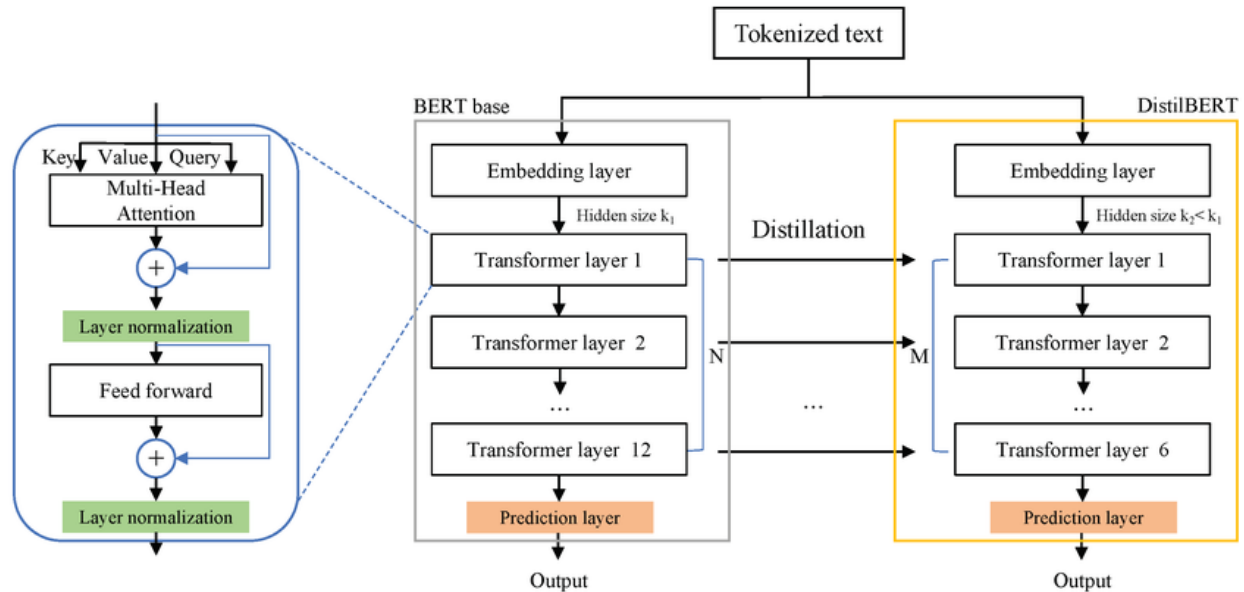 Tokenized text
BERT base
DistilBERT
Key Value Query
Multi-Head
Attention
+
Layer normalization
Feed forward
+
Layer normalization
Embedding layer
Hidden size k₁
Transformer layer 1
Transformer layer 2
...
Transformer layer 12
N
Prediction layer
Output
Distillation
...
Embedding layer
Hidden size k₂< k₁
Transformer layer 1
Transformer layer 2
...
Transformer layer 6
M
Prediction layer
Output